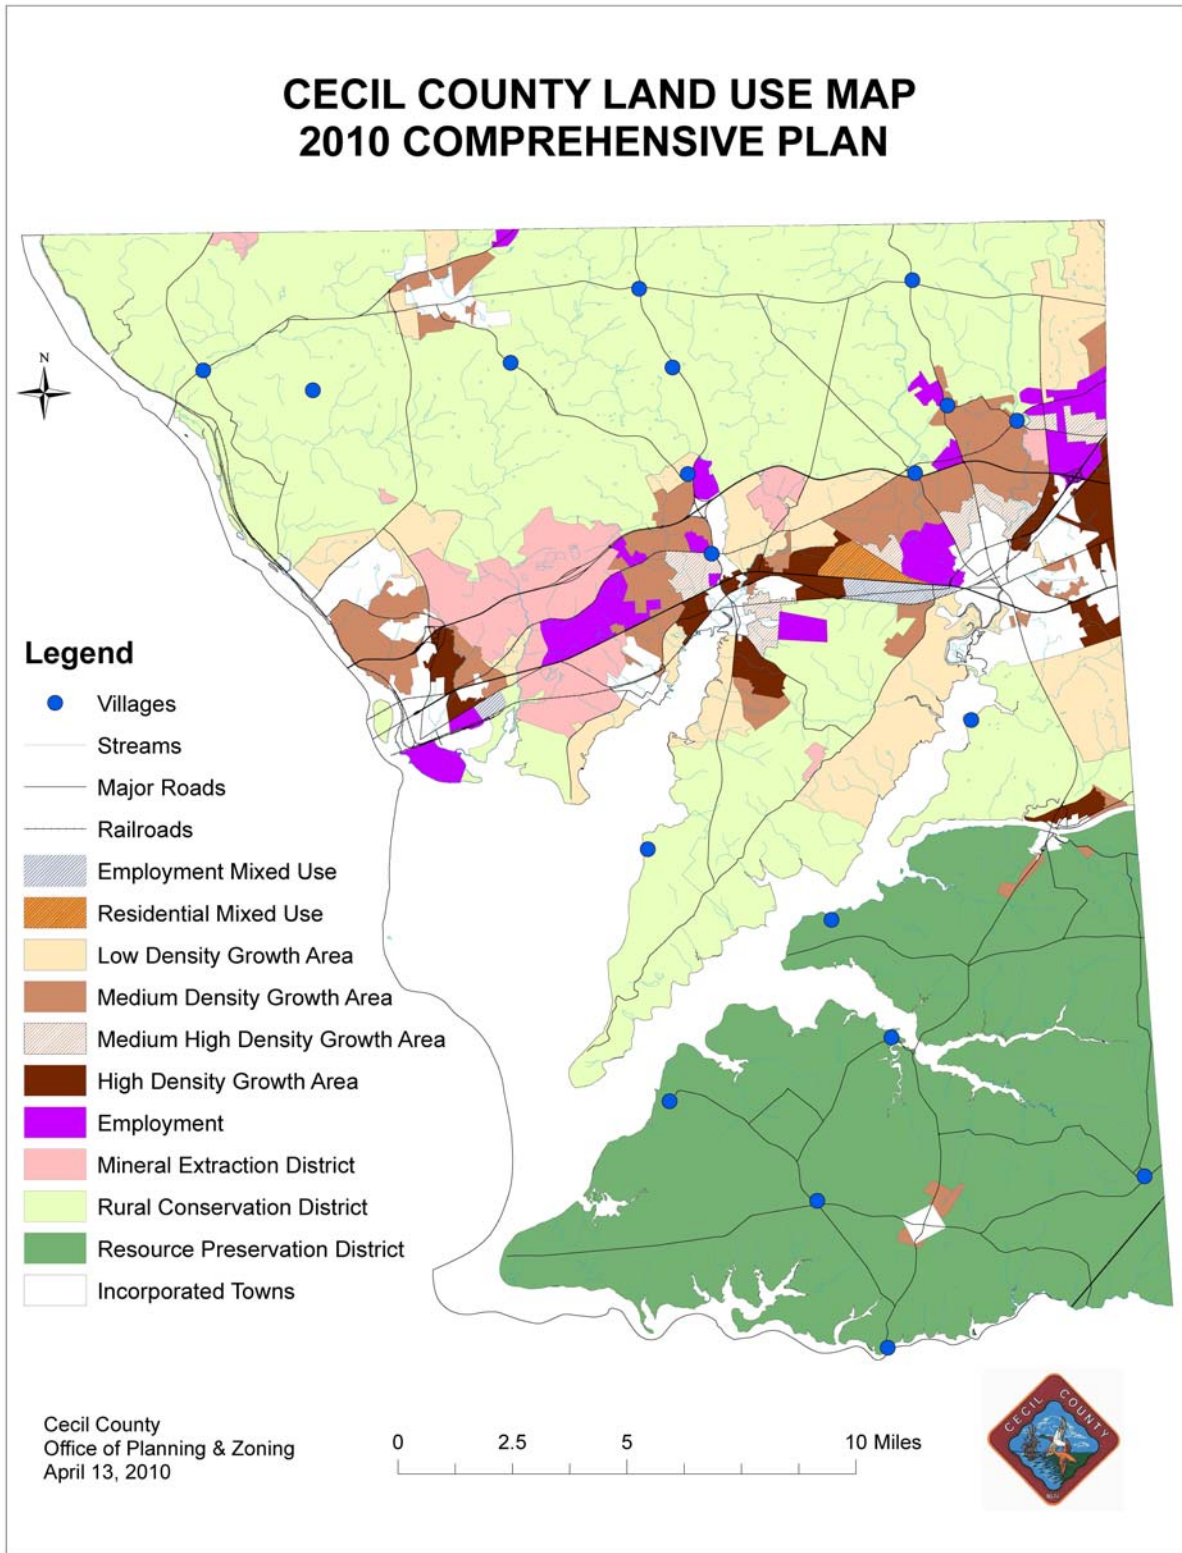 CECIL COUNTY LAND USE MAP
2010 COMPREHENSIVE PLAN
N
Legend
Villages
Streams
Major Roads
Railroads
Employment Mixed Use
Residential Mixed Use
Low Density Growth Area
Medium Density Growth Area
Medium High Density Growth Area
High Density Growth Area
Employment
Mineral Extraction District
Rural Conservation District
Resource Preservation District
Incorporated Towns
Cecil County
Office of Planning & Zoning
April 13, 2010
0 2.5 5 10 Miles
CECIL COUNTY